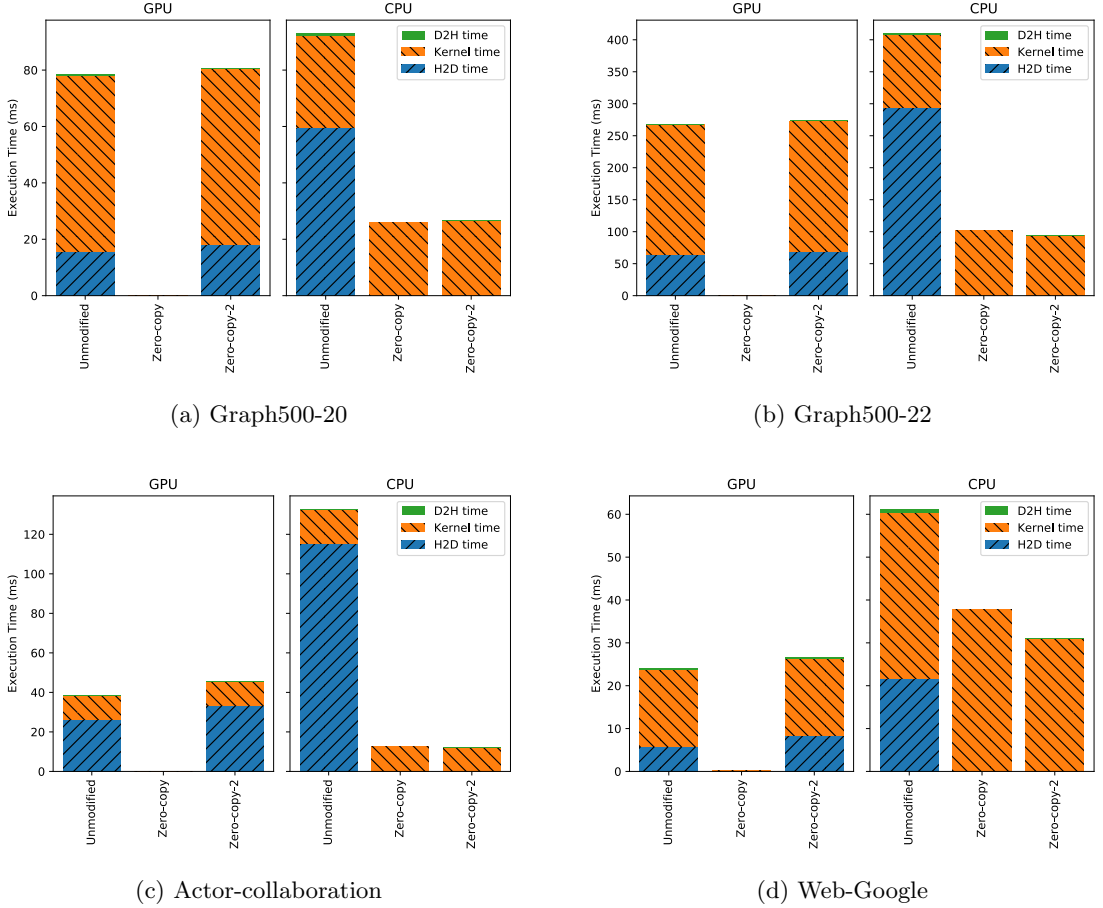 GPU
CPU
Execution Time (ms)
80
60
40
20
0
D2H time
Kernel time
H2D time
Unmodified
Zero-copy
Zero-copy-2
Unmodified
Zero-copy
Zero-copy-2
(a) Graph500-20
GPU
CPU
Execution Time (ms)
400
350
300
250
200
150
100
50
0
D2H time
Kernel time
H2D time
Unmodified
Zero-copy
Zero-copy-2
Unmodified
Zero-copy
Zero-copy-2
(b) Graph500-22
GPU
CPU
Execution Time (ms)
120
100
80
60
40
20
0
D2H time
Kernel time
H2D time
Unmodified
Zero-copy
Zero-copy-2
Unmodified
Zero-copy
Zero-copy-2
(c) Actor-collaboration
GPU
CPU
Execution Time (ms)
60
50
40
30
20
10
0
D2H time
Kernel time
H2D time
Unmodified
Zero-copy
Zero-copy-2
Unmodified
Zero-copy
Zero-copy-2
(d) Web-Google